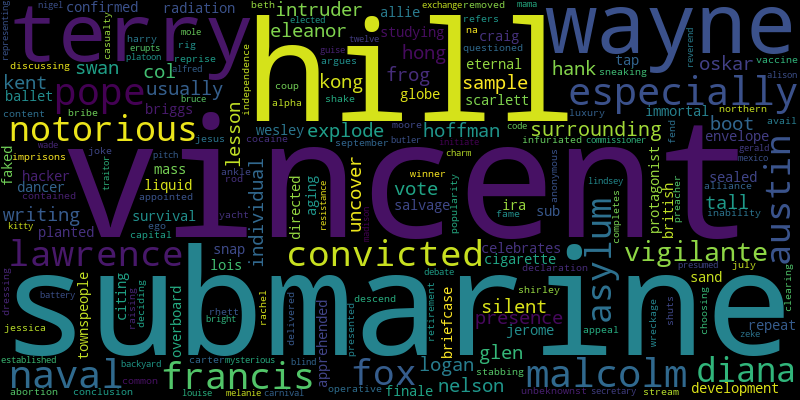 terry
hill
wayne
vincent
submarine
confirmed
radiation
beth
intruder
exchange
removed
mama
nigel
representing
casualty
harry
mole
elected
allie
refers
erupts
rig
eleanor
twelve
studying
craig
na
questioned
reverend
platoon
reprise
guise
hong
eternal
hank
oskar
vaccine
discussing
swan
col
alfred
argues
frog
sample
tap
sneaking
alison
kent
pope
usually
bruce
independence
coup
kong
globe
scarlett
especially
ballet
alpha
shake
immortal
luxury
northern
content
bribe
briggs
lesson
jesus
cocaine
wesley
explode
moore
hoffman
code
surrounding
boot
envelope
notorious
september
butler
initiate
infuriated
commissioner
fend
gerald
mexico
wade
joke
pitch
ankle
charm
faked
imprisons
hacker
mass
rod
uncover
winner
lindsey
sealed
alliance
avail
contained
dancer
traitor
liquid
appointed
individual
directed
aging
resistance
vote
popularity
ira
anonymous
completes
protagonist
british
preacher
tall
inability
austin
writing
survival
yacht
salvage
fame
sub
kitty
planted
ego
capital
lawrence
snap
convicted
celebrates
asylum
vigilante
lois
cigarette
declaration
presumed
july
clearing
dressing
battery
townspeople
citing
raising
deciding
overboard
rhett
bright
rachel
delivered
apprehended
presented
descend
debate
retirement
briefcase
silent
shirley
presence
jerome
appeal
wreckage
shuts
sand
choosing
repeat
zeke
jessica
established
backyard
carter
mysterious
blind
fox
logan
glen
stabbing
malcolm
diana
naval
francis
abortion
conclusion
common
louise
melanie
carnival
operative
finale
nelson
unbeknownst
secretary
stream
development